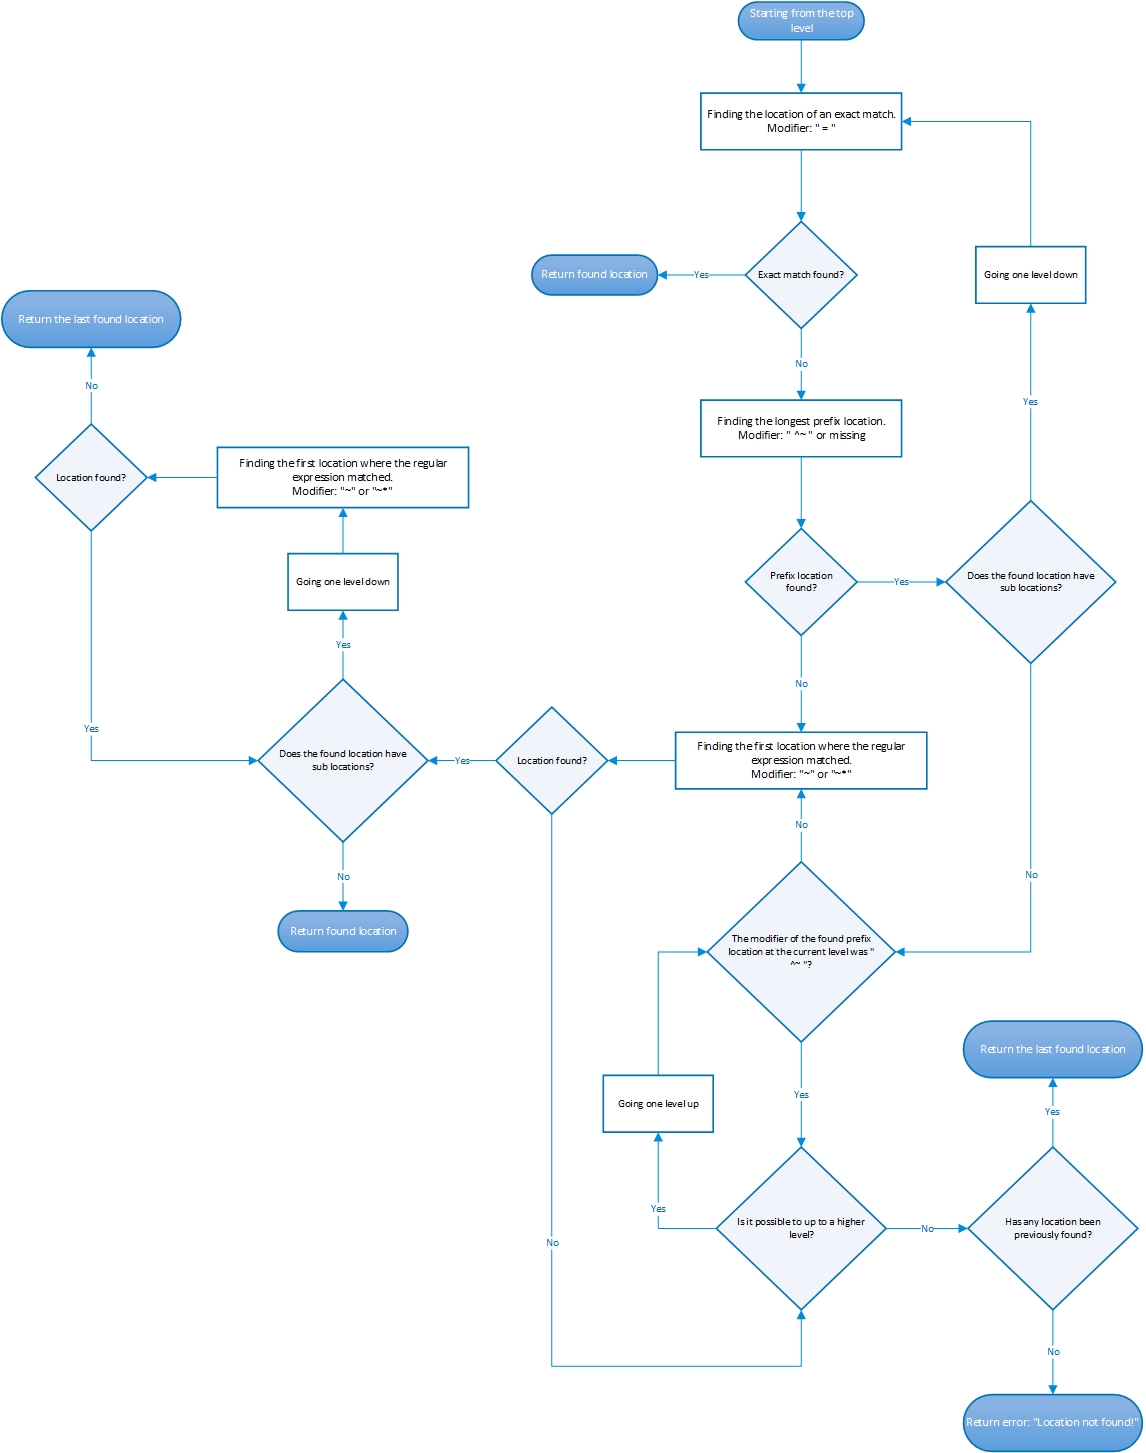 Starting from the top
level
Finding the location of an exact match.
Modifier: " = "
Exact match found?
Yes
Return found location
Going one level down
No
Yes
Finding the longest prefix location.
Modifier: " ^~ " or missing
Prefix location
found?
Yes
Does the found location have
sub locations?
No
No
Finding the first location where the regular
expression matched.
Modifier: "~" or "~*"
Location found?
Yes
Does the found location have
sub locations?
Yes
Going one level down
Finding the first location where the regular
expression matched.
Modifier: "~" or "~*"
Location found?
No
Return the last found location
Yes
No
Return found location
No
The modifier of the found prefix
location at the current level was "
^~ "?
Yes
Going one level up
Yes
Is it possible to up to a higher
level?
No
No
Has any location been
previously found?
Yes
Return the last found location
No
Return error: "Location not found!"